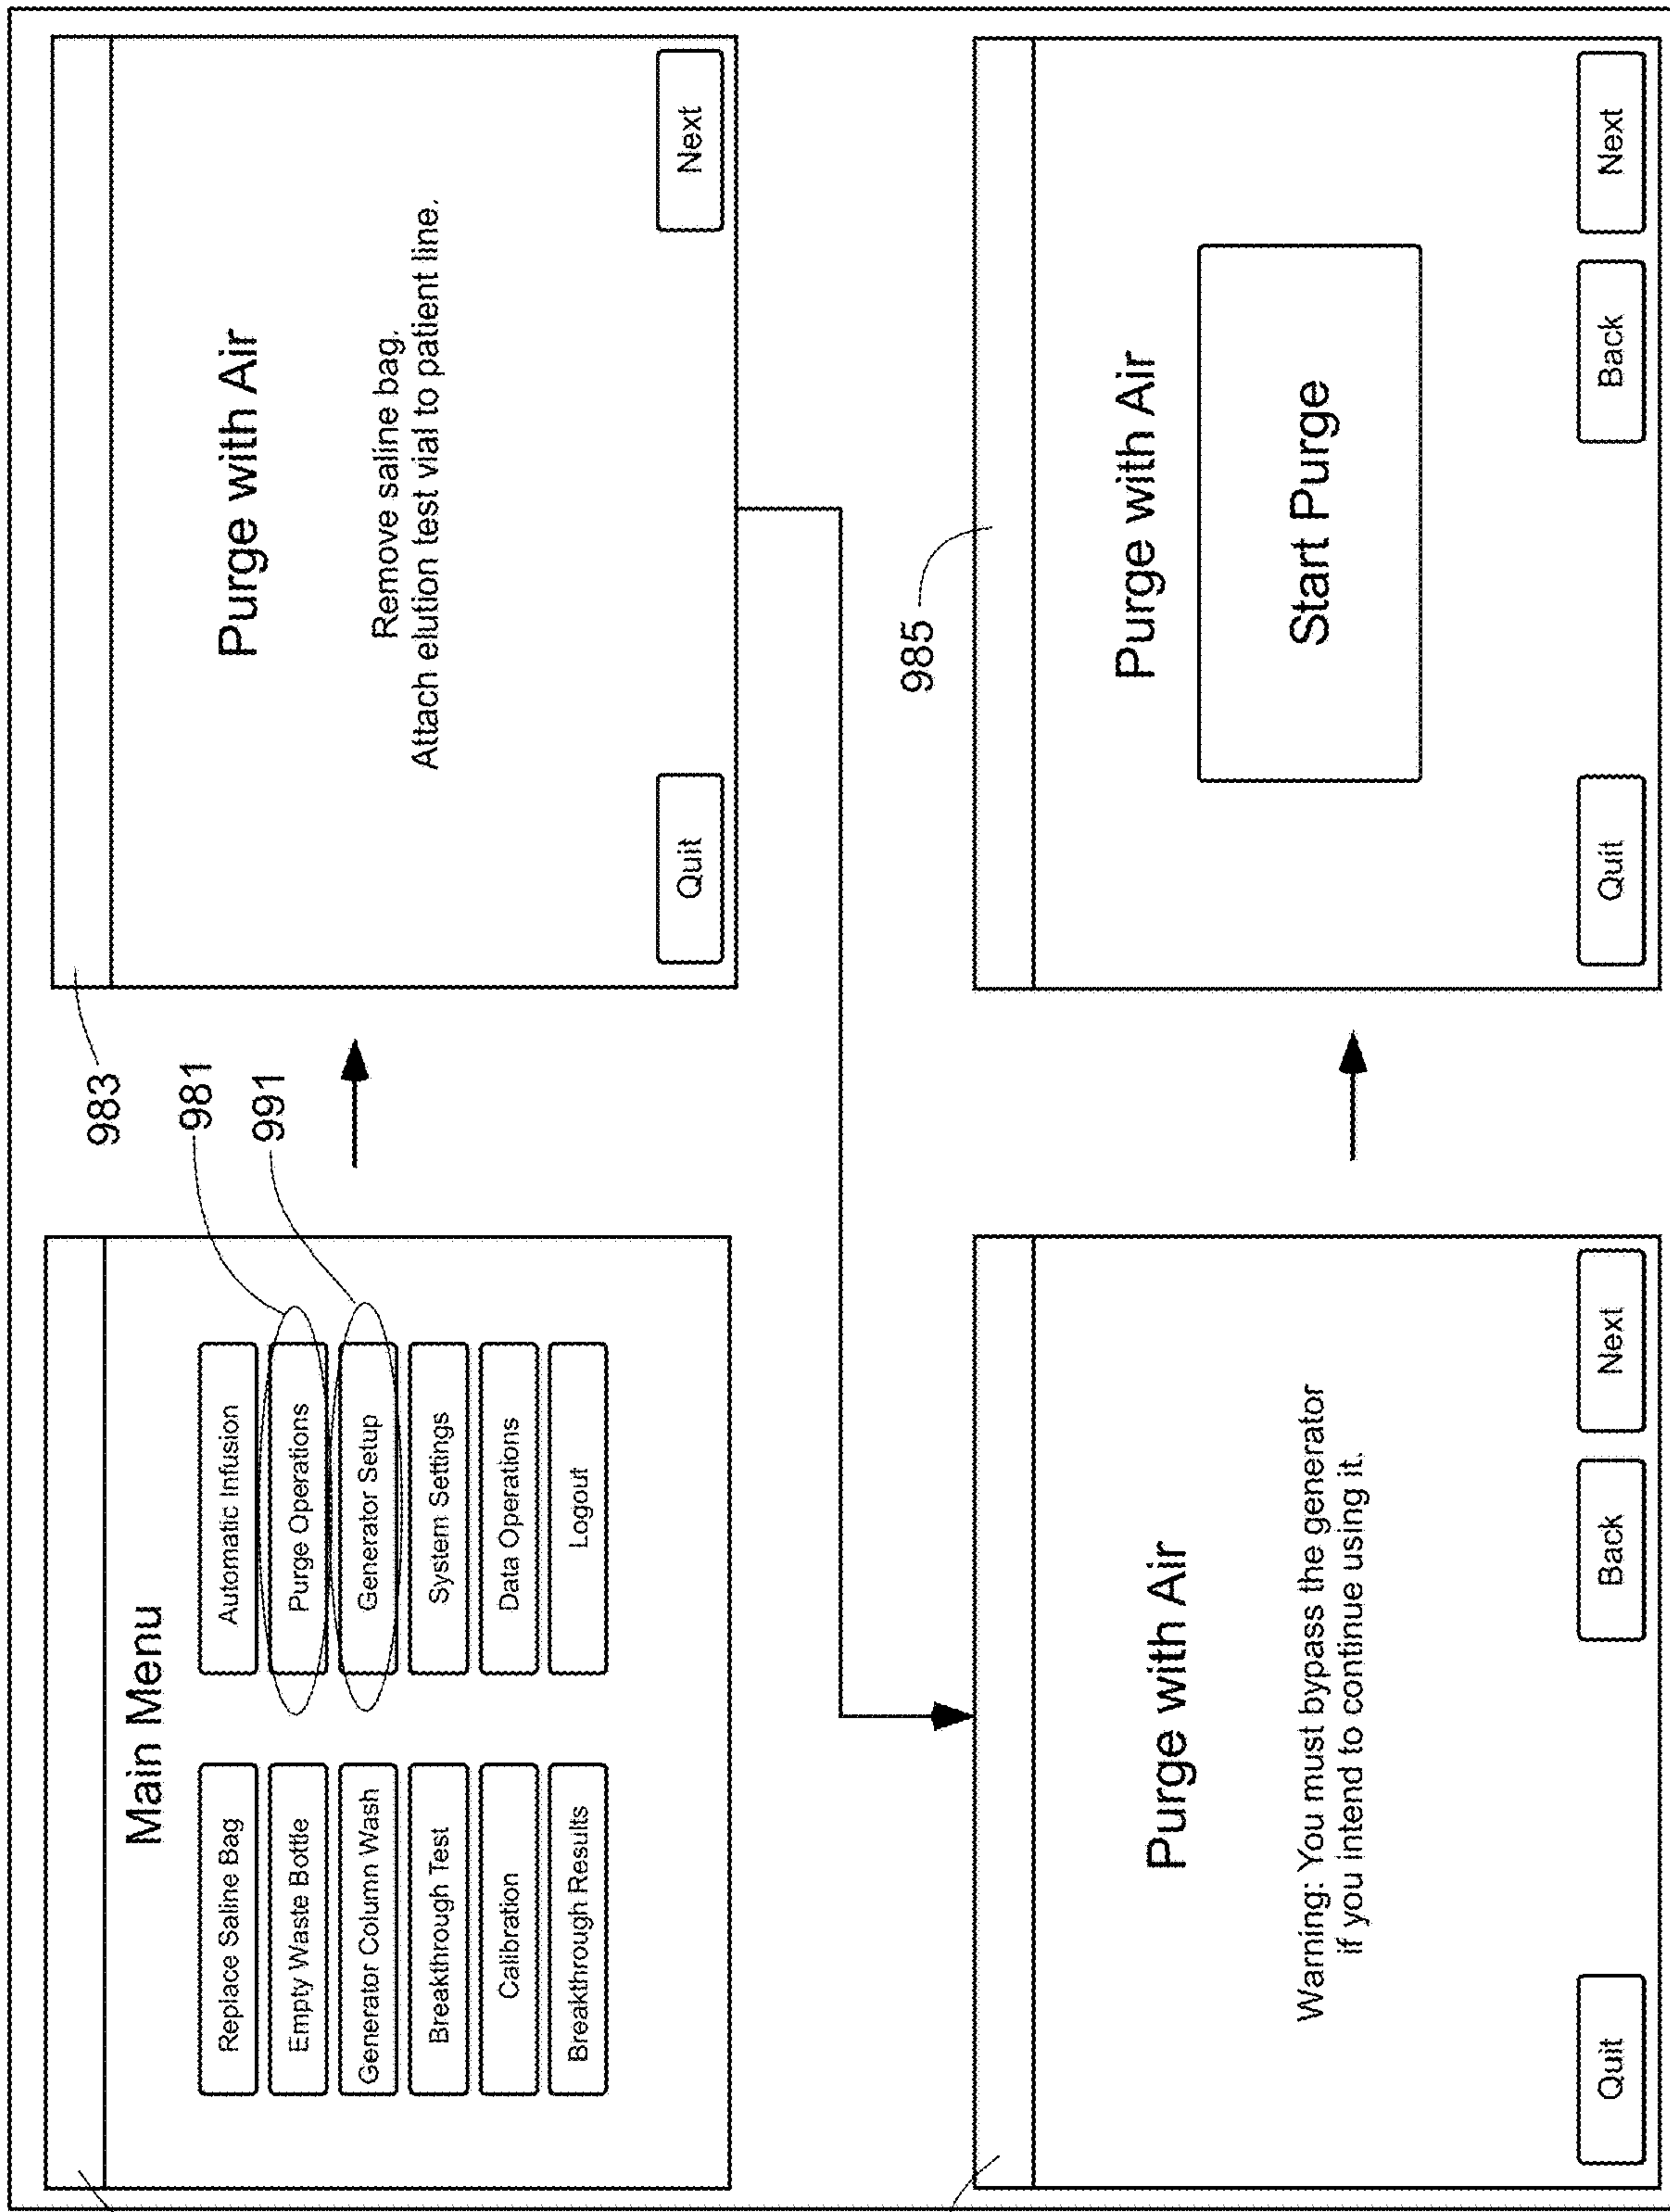 Main Menu
Replace Saline Bag
Automatic Infusion
Empty Waste Bottle
Purge Operations
Generator Column Wash
Generator Setup
Breakthrough Test
System Settings
Calibration
Data Operations
Breakthrough Results
Logout
983
981
991
Purge with Air
Remove saline bag.
Attach elution test vial to patient line.
Quit
Next
Purge with Air
Warning: You must bypass the generator
if you intend to continue using it.
Quit
Back
Next
985
Purge with Air
Start Purge
Quit
Back
Next